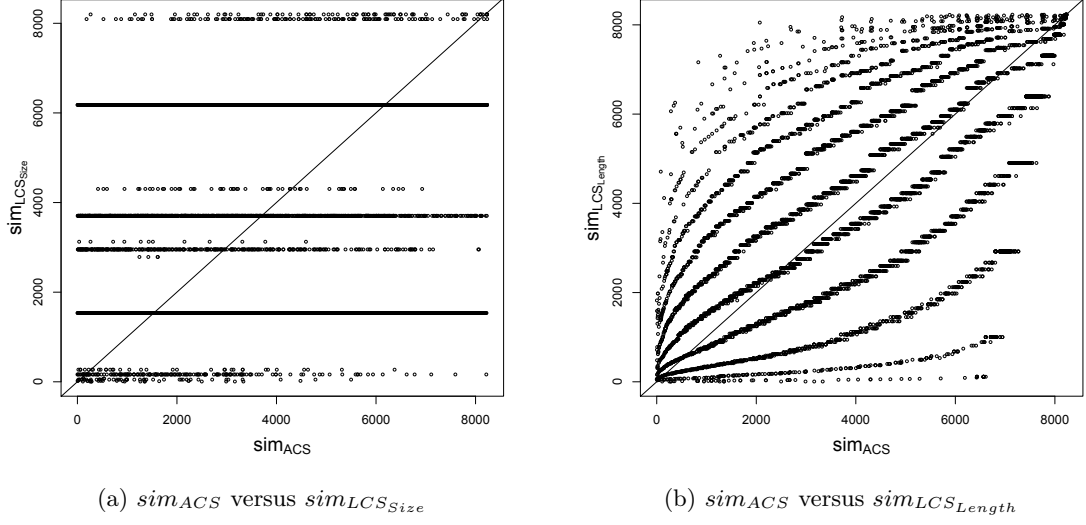 8000
6000
4000
2000
0
sim_LCS_Size
0 2000 4000 6000 8000
sim_ACS
(a) sim_ACS versus sim_LCS_Size
8000
6000
4000
2000
0
sim_LCS_Length
0 2000 4000 6000 8000
sim_ACS
(b) sim_ACS versus sim_LCS_Length